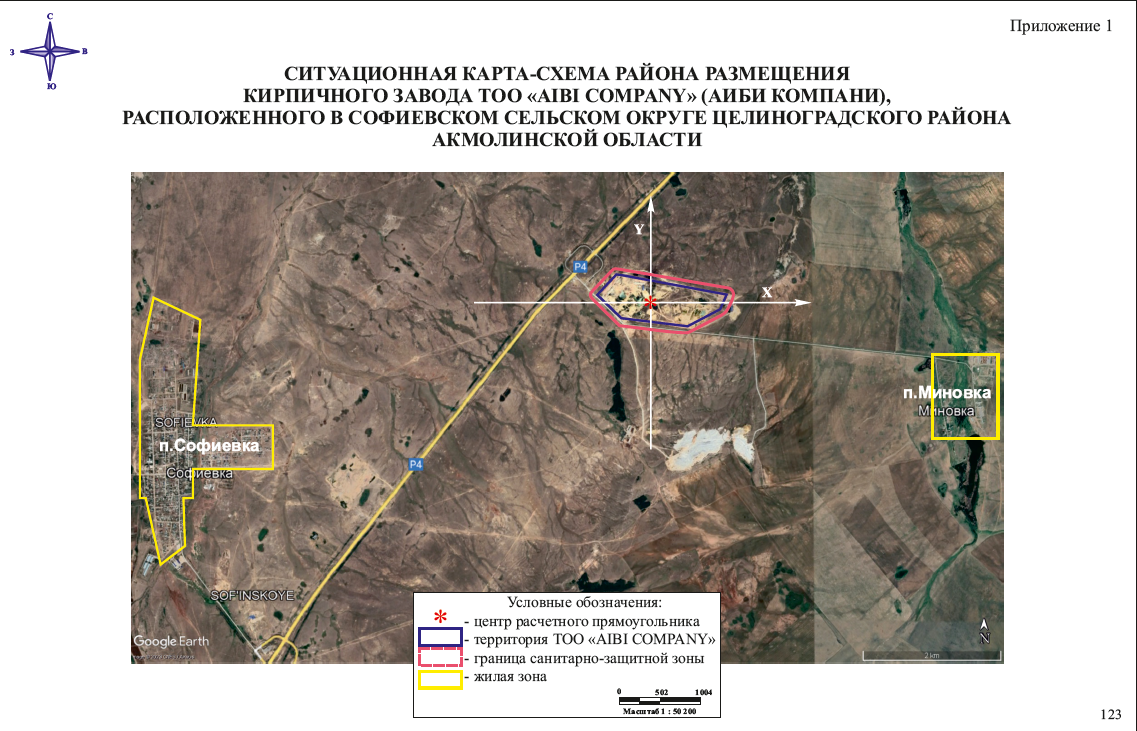 Приложение 1
С
З
В
Ю
СИТУАЦИОННАЯ КАРТА-СХЕМА РАЙОНА РАЗМЕЩЕНИЯ
КИРПИЧНОГО ЗАВОДА ТОО «AIBI COMPANY» (АИБИ КОМПАНИ),
РАСПОЛОЖЕННОГО В СОФИЕВСКОМ СЕЛЬСКОМ ОКРУГЕ ЦЕЛИНОГРАДСКОГО РАЙОНА
АКМОЛИНСКОЙ ОБЛАСТИ
Y
P4
X
п.Миновка
Миновка
SOFIEVKA
п.Софиевка
Софиевка
P4
SOF'INSKOYE
Google Earth
N
2 km
Условные обозначения:
- центр расчетного прямоугольника
- территория ТОО «AIBI COMPANY»
- граница санитарно-защитной зоны
- жилая зона
0 502 1004
Масштаб 1 : 50 200
123